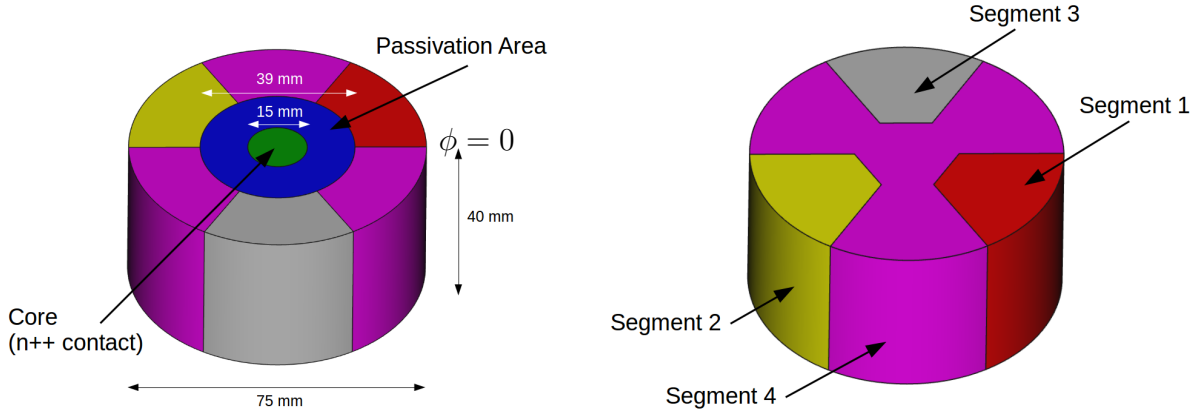 Passivation Area
39 mm
15 mm
ϕ = 0
40 mm
Core
(n++ contact)
75 mm
Segment 3
Segment 1
Segment 2
Segment 4